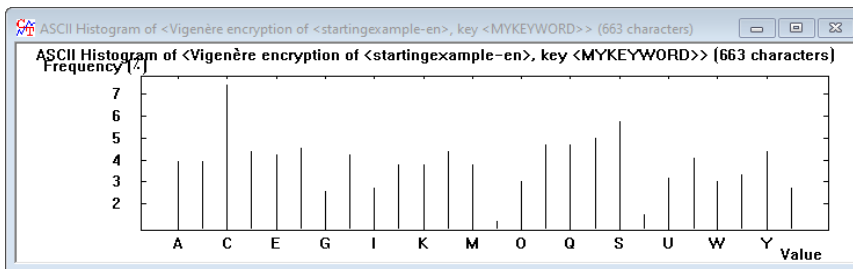 ASCII Histogram of <Vigenère encryption of <startingexample-en>, key <MYKEYWORD>> (663 characters)
ASCII Histogram of <Vigenère encryption of <startingexample-en>, key <MYKEYWORD>> (663 characters)
Frequency (%)
7
6
5
4
3
2
A C E G I K M O Q S U W Y
Value